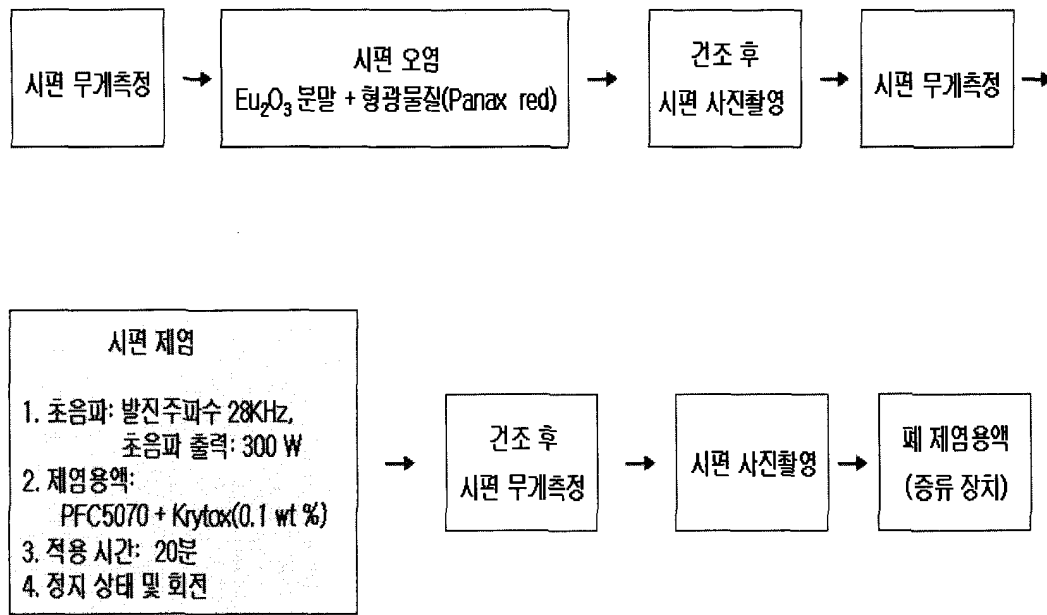 시편 무게측정
시편 오염
Eu₂O₃ 분말 + 형광물질(Panax red)
건조 후
시편 사진촬영
시편 무게측정
시편 제염
1. 초음파: 발진주파수 28KHz,
초음파 출력: 300 W
2. 제염용액:
PFC5070 + Krytox(0.1 wt %)
3. 적용 시간: 20분
4. 정지 상태 및 회전
건조 후
시편 무게측정
시편 사진촬영
폐 제염용액
(증류 장치)